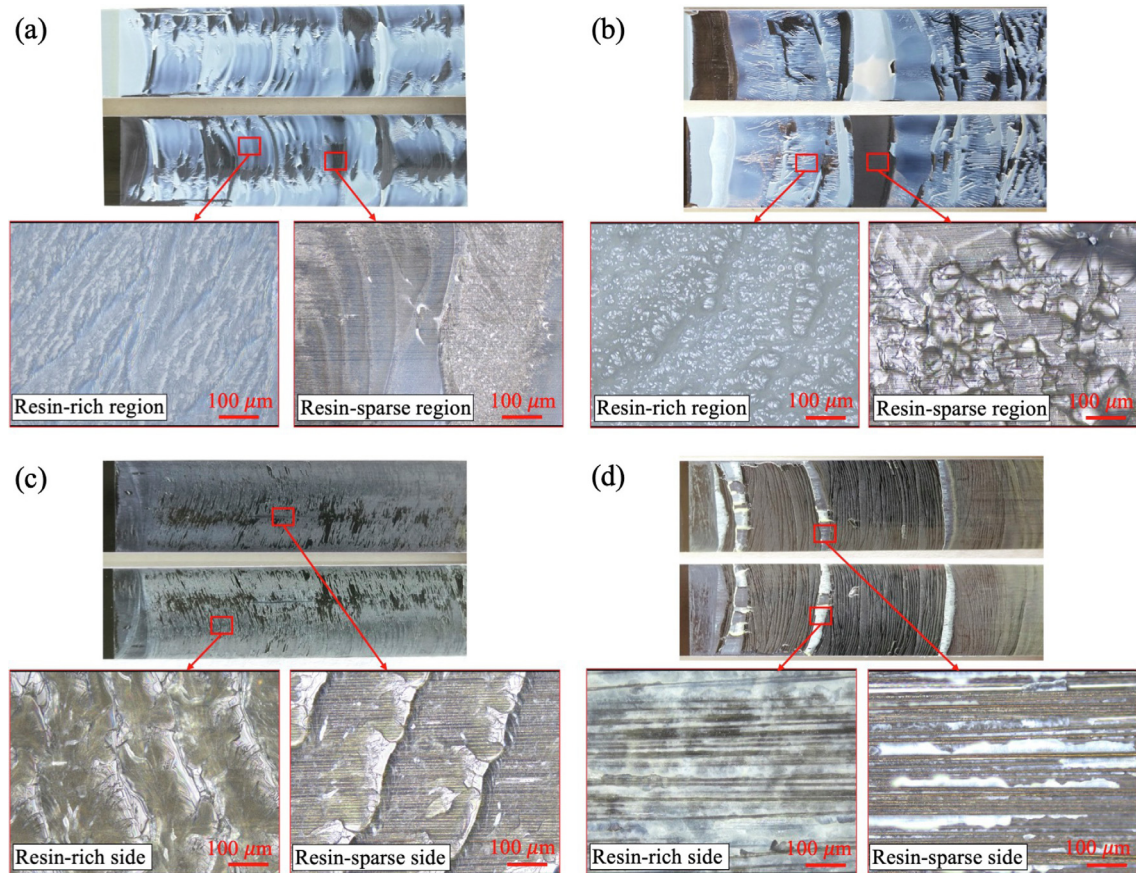 (a)
(b)
Resin-rich region
100 μm
Resin-sparse region
100 μm
Resin-rich region
100 μm
Resin-sparse region
100 μm
(c)
(d)
Resin-rich side
100 μm
Resin-sparse side
100 μm
Resin-rich side
100 μm
Resin-sparse side
100 μm